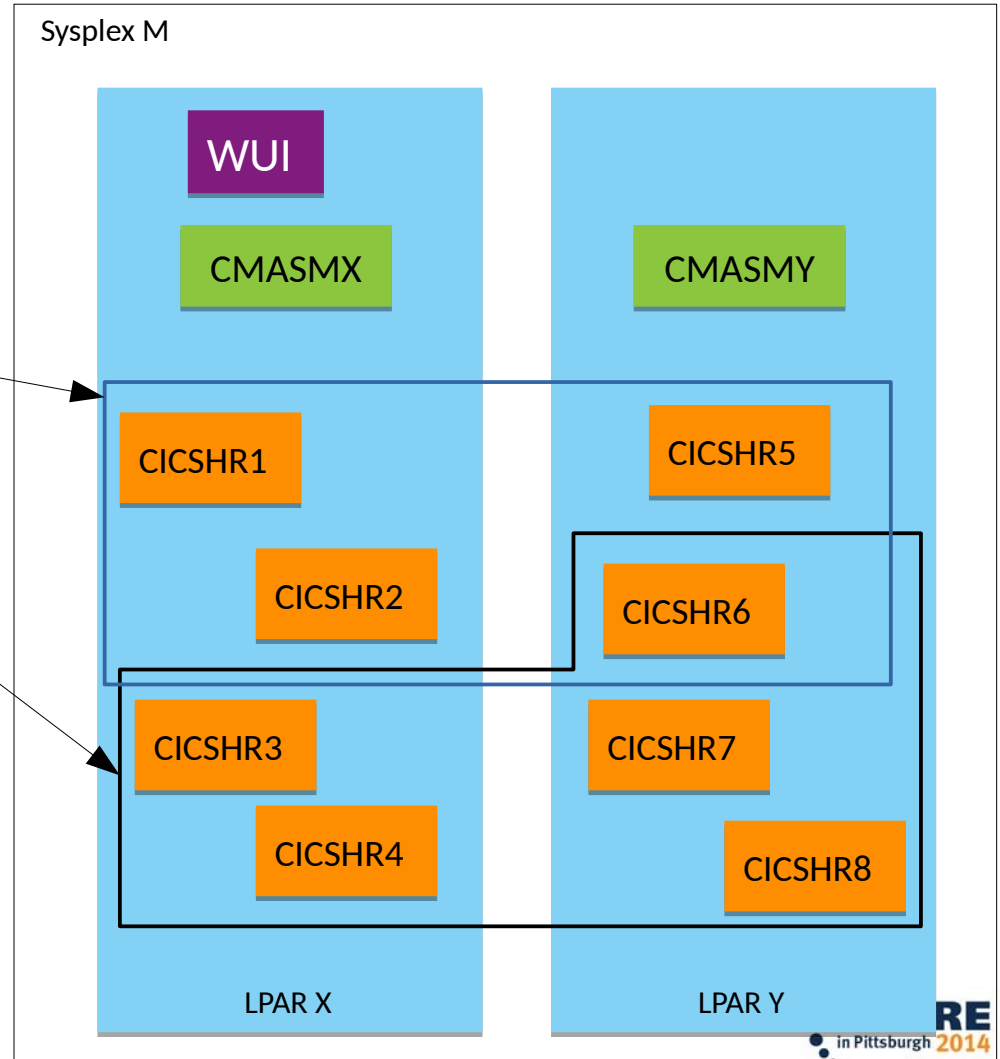 Sysplex M
WUI
CMASMX
CMASMY
CICSHR1
CICSHR5
CICSHR2
CICSHR6
CICSHR3
CICSHR7
CICSHR4
CICSHR8
LPAR X
LPAR Y
RE
in Pittsburgh 2014